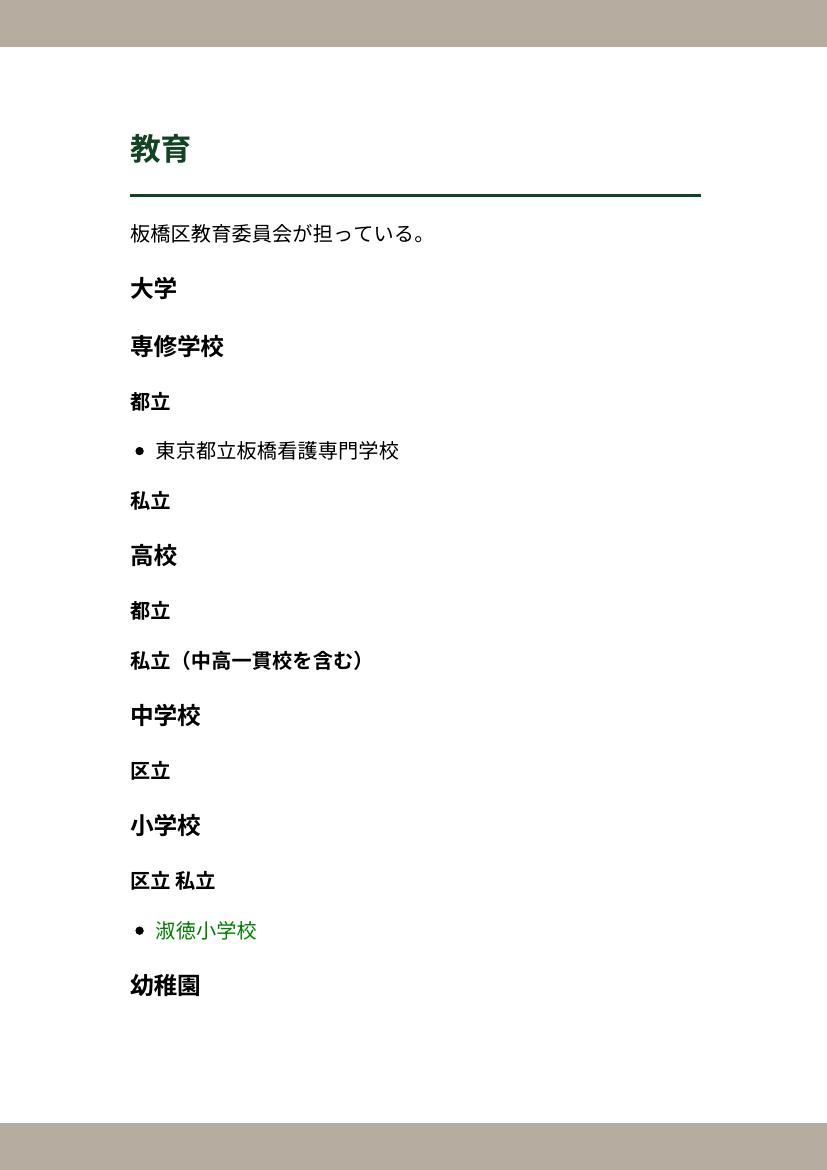 教育
板橋区教育委員会が担っている。
大学
専修学校
都立
• 東京都立板橋看護専門学校
私立
高校
都立
私立（中高一貫校を含む）
中学校
区立
小学校
区立 私立
• 淑徳小学校
幼稚園